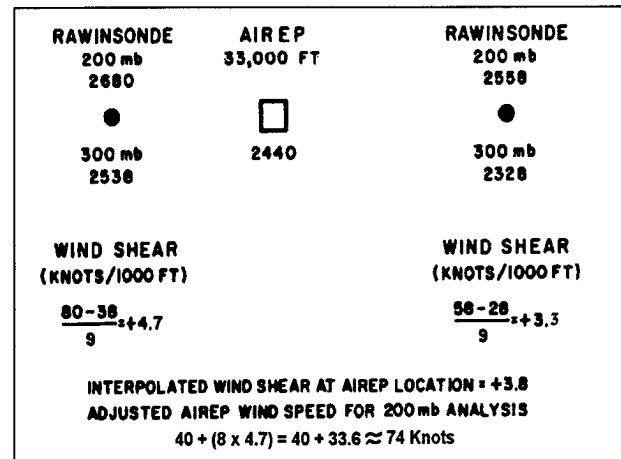 RAWINSONDE
200 mb
2680
300 mb
2538
AIREP
33,000 FT
2440
RAWINSONDE
200 mb
2558
300 mb
2328
WIND SHEAR
(KNOTS/1000 FT)
80-38
9
=+4.7
WIND SHEAR
(KNOTS/1000 FT)
58-28
9
=+3.3
INTERPOLATED WIND SHEAR AT AIREP LOCATION = +3.8
ADJUSTED AIREP WIND SPEED FOR 200mb ANALYSIS
40 + (8 x 4.7) = 40 + 33.6 ≈ 74 Knots